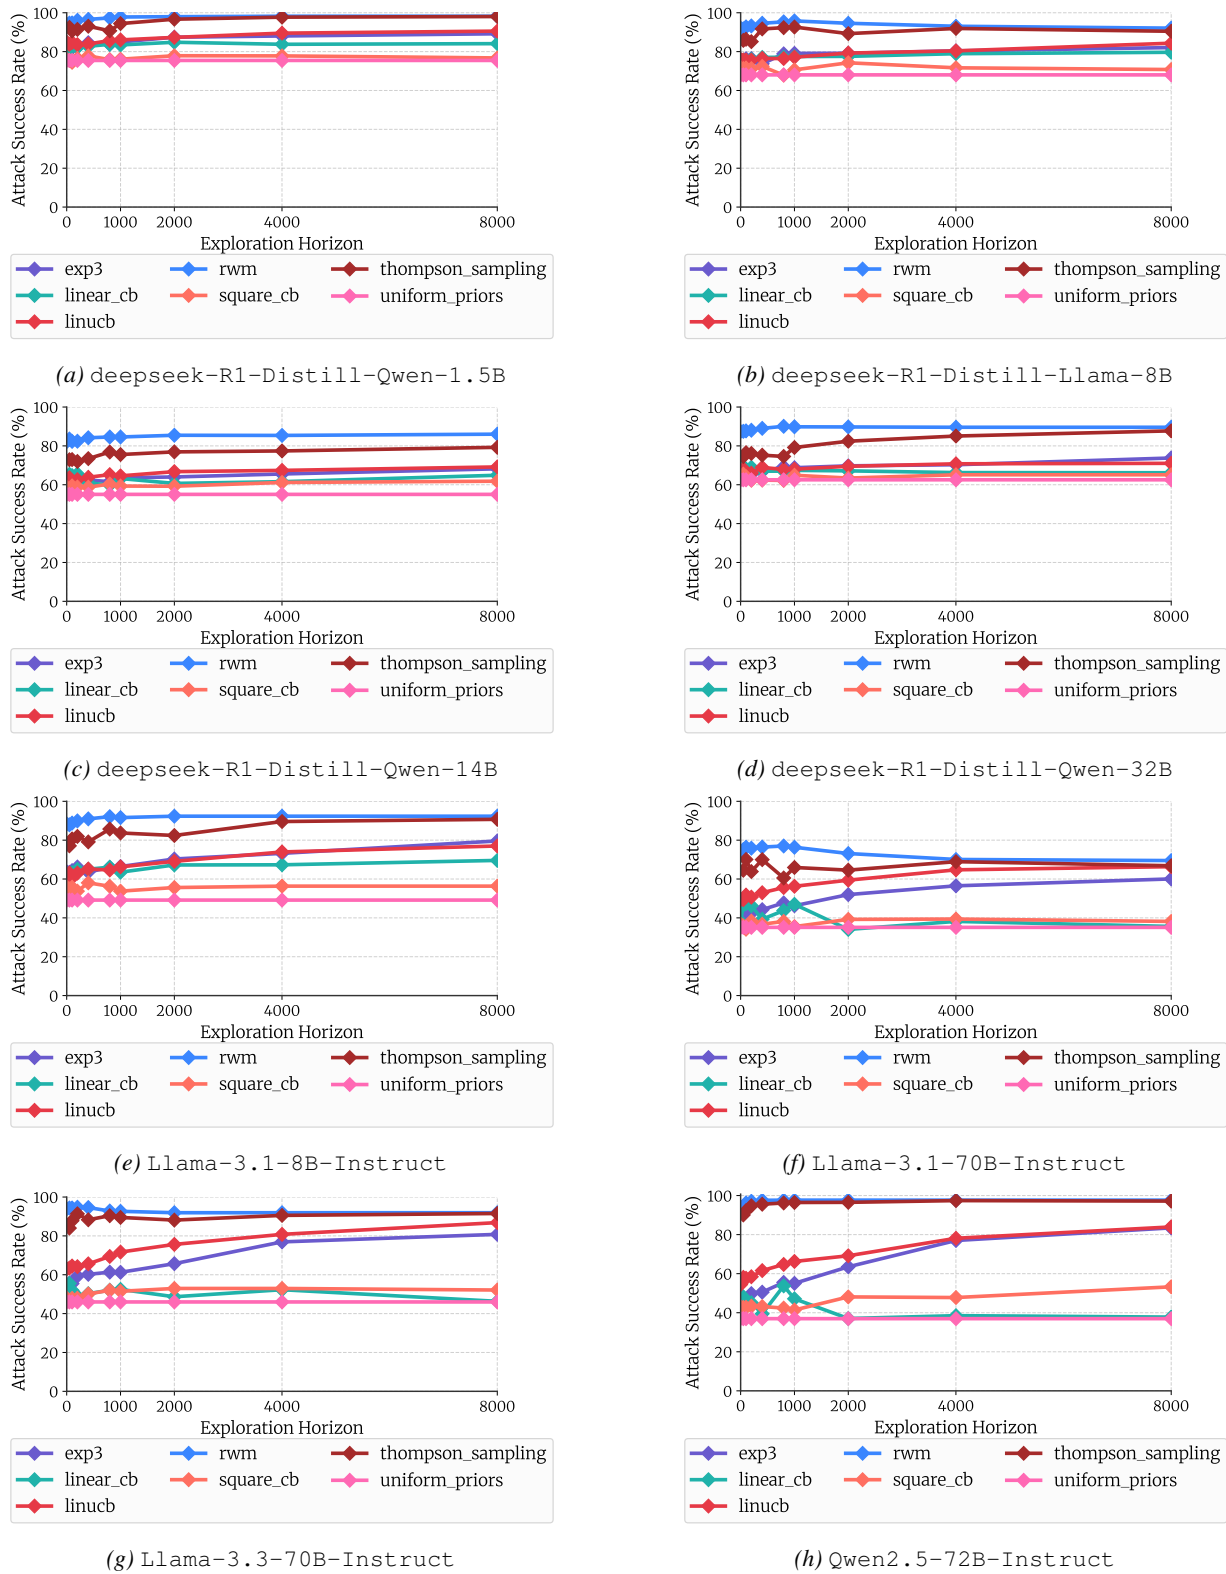 Attack Success Rate (%)
100
80
60
40
20
0
0 1000 2000 4000 8000
Exploration Horizon
exp3 rwm thompson_sampling
linear_cb square_cb uniform_priors
linucb
(a) deepseek-R1-Distill-Qwen-1.5B
Attack Success Rate (%)
100
80
60
40
20
0
0 1000 2000 4000 8000
Exploration Horizon
exp3 rwm thompson_sampling
linear_cb square_cb uniform_priors
linucb
(b) deepseek-R1-Distill-Llama-8B
Attack Success Rate (%)
100
80
60
40
20
0
0 1000 2000 4000 8000
Exploration Horizon
exp3 rwm thompson_sampling
linear_cb square_cb uniform_priors
linucb
(c) deepseek-R1-Distill-Qwen-14B
Attack Success Rate (%)
100
80
60
40
20
0
0 1000 2000 4000 8000
Exploration Horizon
exp3 rwm thompson_sampling
linear_cb square_cb uniform_priors
linucb
(d) deepseek-R1-Distill-Qwen-32B
Attack Success Rate (%)
100
80
60
40
20
0
0 1000 2000 4000 8000
Exploration Horizon
exp3 rwm thompson_sampling
linear_cb square_cb uniform_priors
linucb
(e) Llama-3.1-8B-Instruct
Attack Success Rate (%)
100
80
60
40
20
0
0 1000 2000 4000 8000
Exploration Horizon
exp3 rwm thompson_sampling
linear_cb square_cb uniform_priors
linucb
(f) Llama-3.1-70B-Instruct
Attack Success Rate (%)
100
80
60
40
20
0
0 1000 2000 4000 8000
Exploration Horizon
exp3 rwm thompson_sampling
linear_cb square_cb uniform_priors
linucb
(g) Llama-3.3-70B-Instruct
Attack Success Rate (%)
100
80
60
40
20
0
0 1000 2000 4000 8000
Exploration Horizon
exp3 rwm thompson_sampling
linear_cb square_cb uniform_priors
linucb
(h) Qwen2.5-72B-Instruct